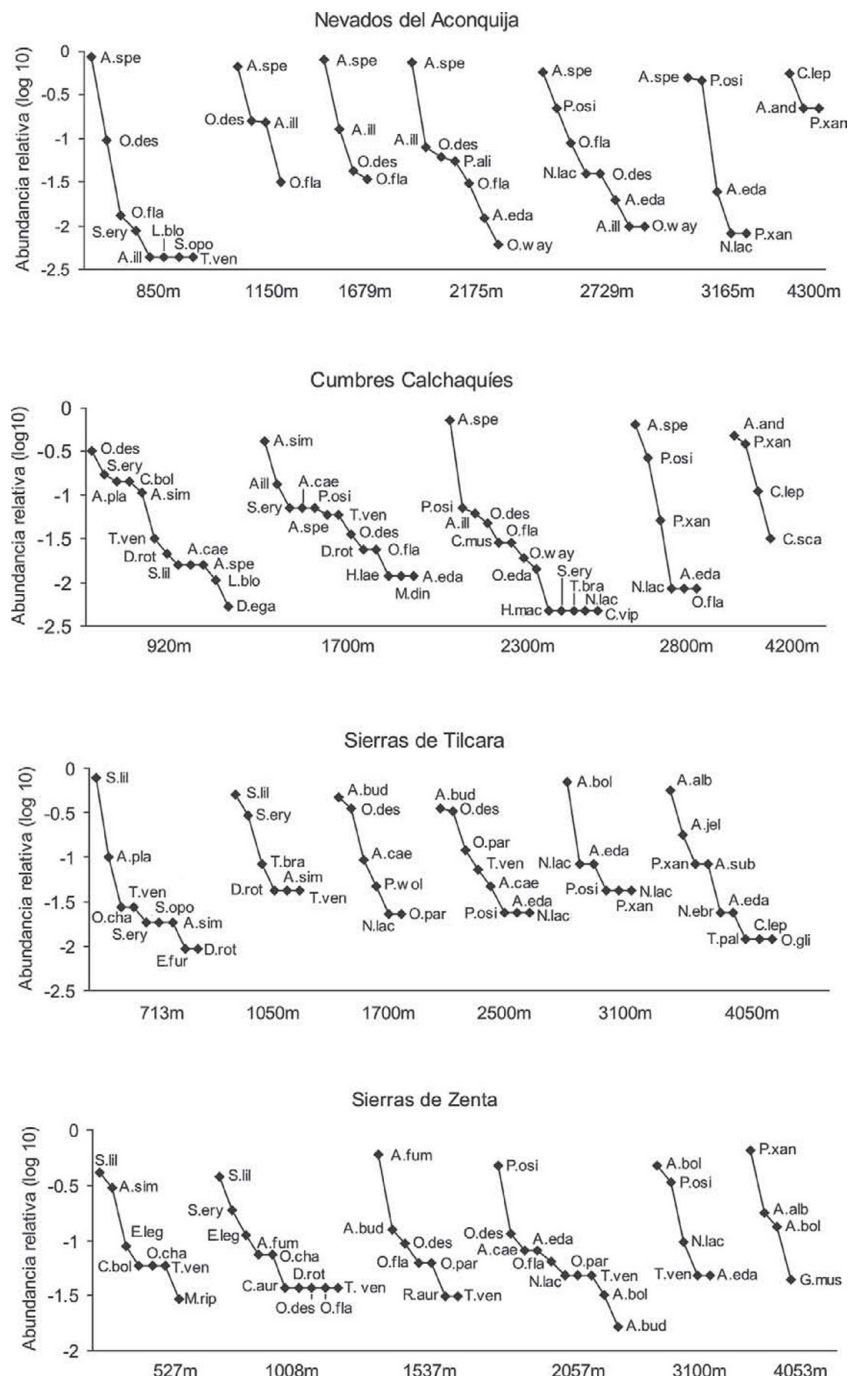 Nevados del Aconquija
Abundancia relativa (log 10)
0
-0.5
-1
-1.5
-2
-2.5
A.spe
O.des
O.fla
S.ery
L.blo
S.opo
A.ill
T.ven
A.spe
O.des
A.ill
O.fla
A.spe
A.ill
O.des
O.fla
A.spe
A.ill
O.des
P.ali
O.fla
A.eda
O.way
A.spe
P.osi
O.fla
N.lac
O.des
A.eda
A.ill
O.way
A.spe
P.osi
A.eda
N.lac
P.xan
C.lep
A.and
P.xan
850m 1150m 1679m 2175m 2729m 3165m 4300m
Cumbres Calchaquíes
Abundancia relativa (log10)
0
-0.5
-1
-1.5
-2
-2.5
O.des
S.ery
A.pla
C.bol
A.sim
T.ven
D.rot
S.lil
A.cae
A.spe
L.blo
D.ega
A.sim
Aill
S.ery
A.cae
A.spe
P.osi
T.ven
O.des
D.rot
O.fla
H.lae
M.din
A.eda
A.spe
P.osi
A.ill
O.des
C.mus
O.fla
O.way
O.eda
H.mac
S.ery
T.bra
N.lac
C.vip
A.spe
P.osi
P.xan
N.lac
A.eda
O.fla
A.and
P.xan
C.lep
C.sca
920m 1700m 2300m 2800m 4200m
Sierras de Tilcara
Abundancia relativa (log 10)
0
-0.5
-1
-1.5
-2
-2.5
S.lil
A.pla
O.cha
T.ven
S.ery
S.opo
A.sim
E.fur
D.rot
S.lil
S.ery
T.bra
D.rot
A.sim
T.ven
A.bud
O.des
A.cae
P.wol
N.lac
O.par
A.bud
O.des
O.par
T.ven
A.cae
P.osi
A.eda
N.lac
A.bol
N.lac
A.eda
P.osi
P.xan
N.lac
A.alb
A.jel
P.xan
A.sub
N.ebr
A.eda
T.pal
C.lep
O.gli
713m 1050m 1700m 2500m 3100m 4050m
Sierras de Zenta
Abundancia relativa (log 10)
0
-0.5
-1
-1.5
-2
S.lil
A.sim
E.leg
C.bol
O.cha
T.ven
M.rip
S.lil
S.ery
E.leg
A.fum
O.cha
C.aur
O.des
D.rot
O.fla
T. ven
A.fum
A.bud
O.des
O.fla
O.par
R.aur
T.ven
P.osi
O.des
A.cae
A.eda
O.fla
N.lac
O.par
T.ven
A.bol
A.bud
A.bol
P.osi
N.lac
T.ven
A.eda
P.xan
A.alb
A.bol
G.mus
527m 1008m 1537m 2057m 3100m 4053m